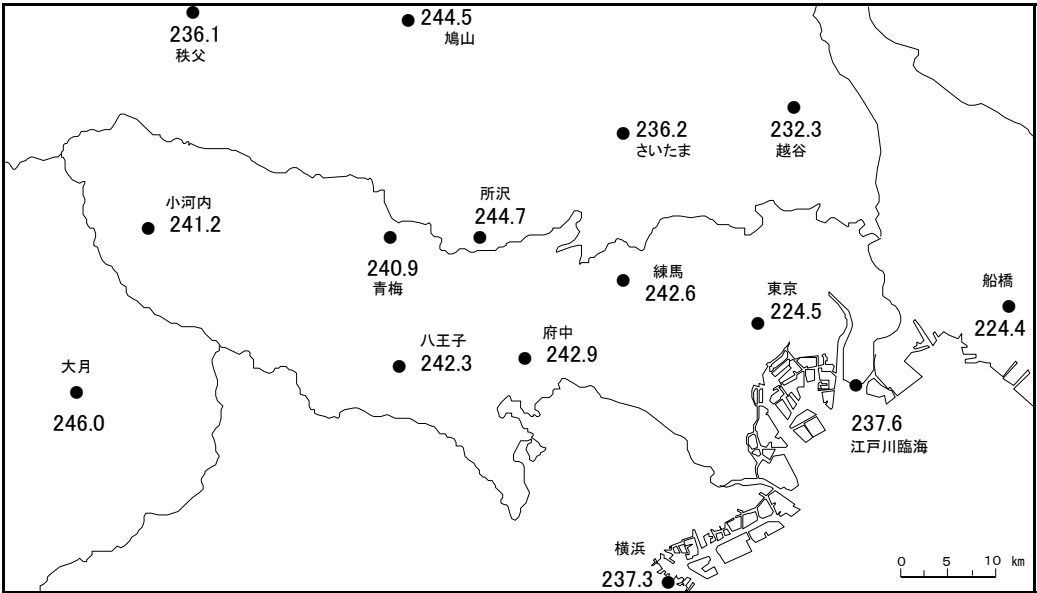 244.5
鳩山
236.1
秩父
236.2
さいたま
232.3
越谷
小河内
241.2
所沢
244.7
240.9
青梅
練馬
242.6
東京
224.5
船橋
224.4
大月
246.0
八王子
242.3
府中
242.9
237.6
江戸川臨海
横浜
237.3
0 5 10 km